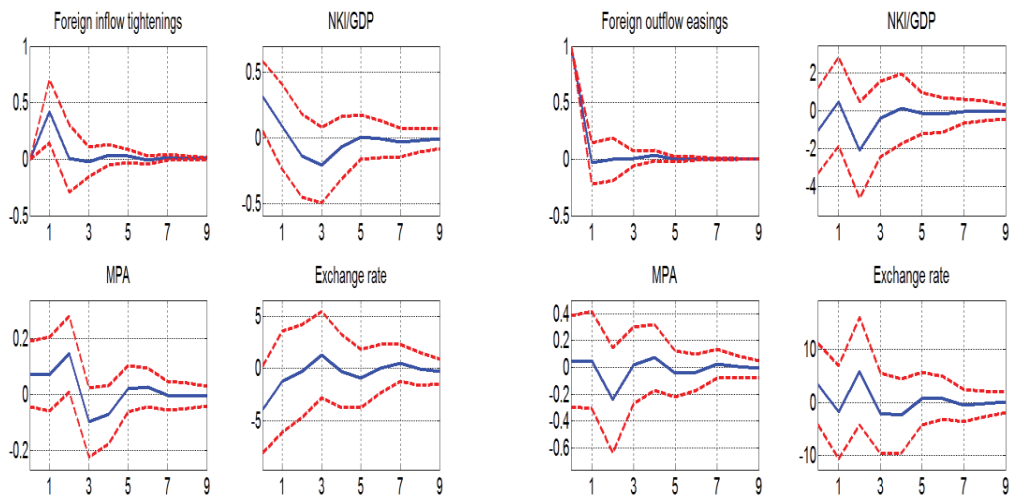 Foreign inflow tightenings
1
0.5
0
-0.5
1 3 5 7 9
NKI/GDP
0.5
0
-0.5
1 3 5 7 9
Foreign outflow easings
1
0.5
0
-0.5
1 3 5 7 9
NKI/GDP
2
0
-2
-4
1 3 5 7 9
MPA
0.2
0
-0.2
1 3 5 7 9
Exchange rate
5
0
-5
1 3 5 7 9
MPA
0.4
0.2
0
-0.2
-0.4
-0.6
1 3 5 7 9
Exchange rate
10
0
-10
1 3 5 7 9